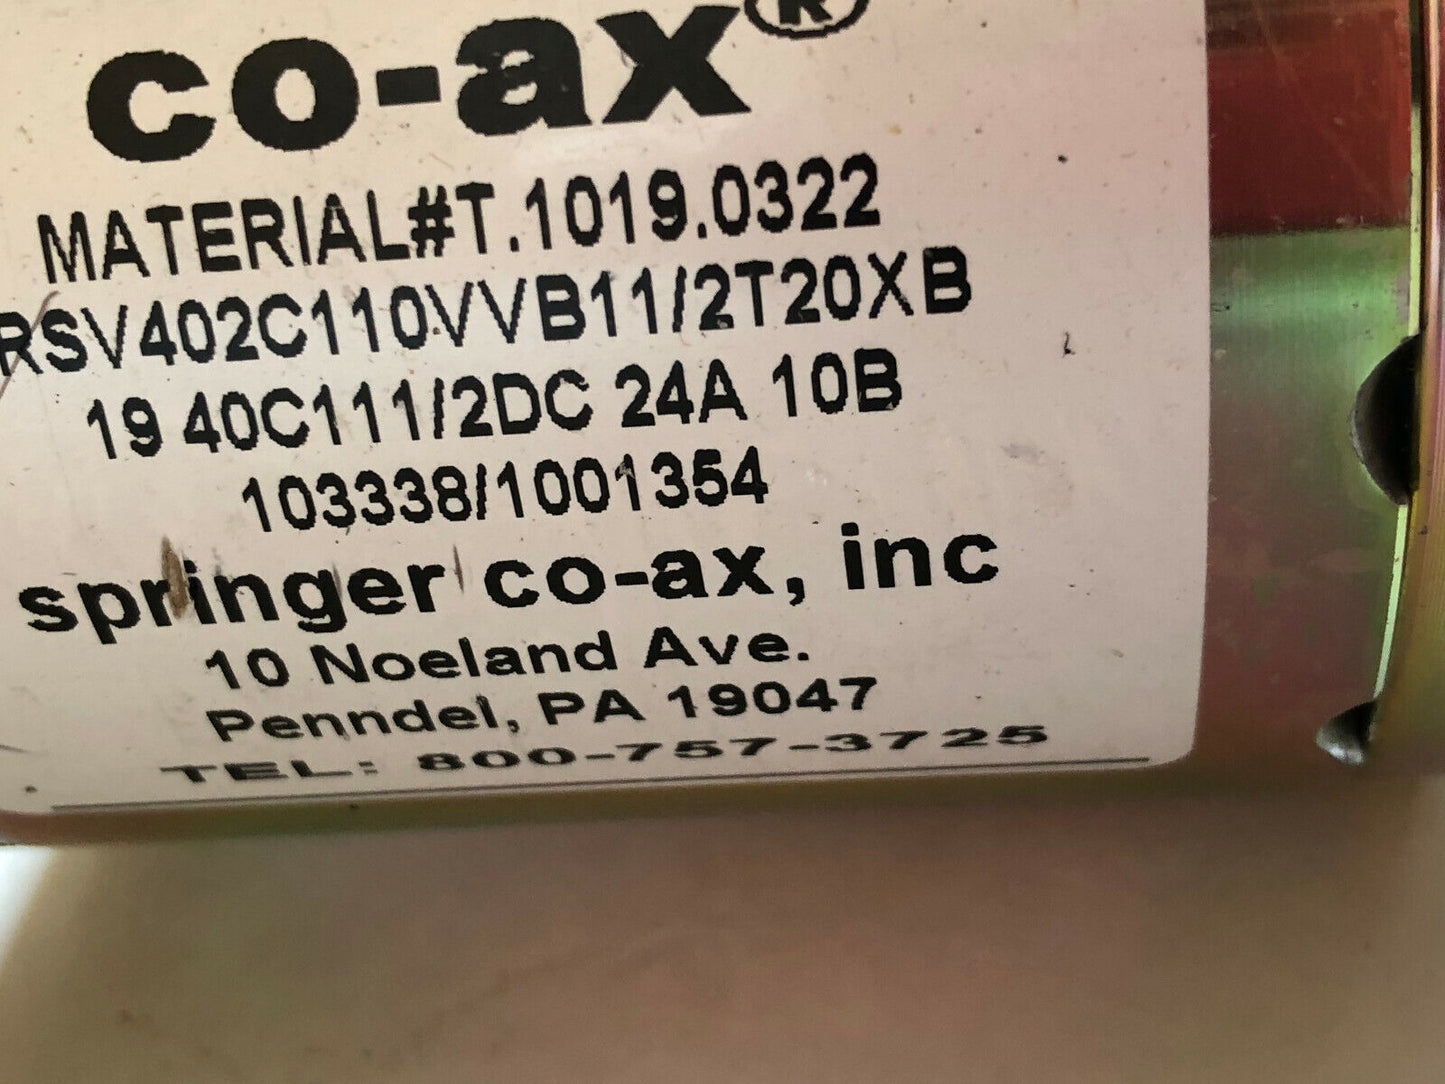 co-ax®
MATERIAL#T.1019.0322
RSV402C110VVB11/2T20XB
19 40C111/2DC 24A 10B
103338/1001354
springer co-ax, inc
10 Noeland Ave.
Penndel, PA 19047
TEL: 800-757-3725